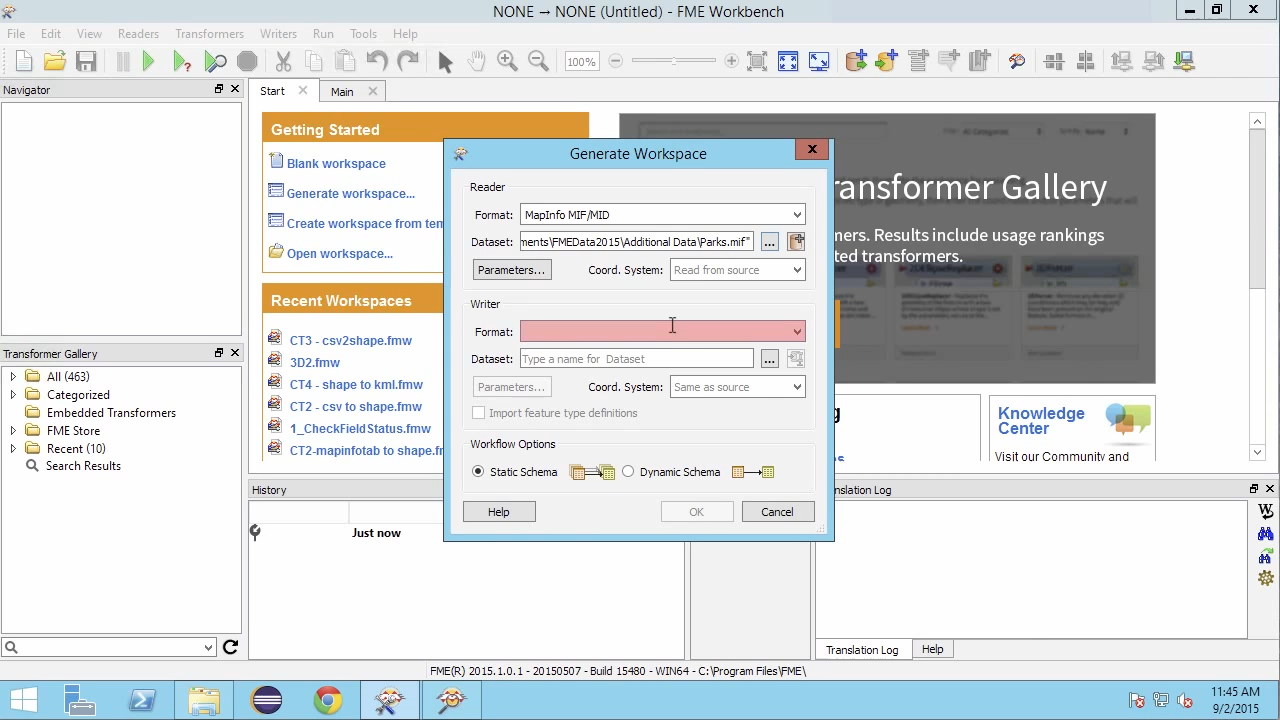 NONE → NONE (Untitled) - FME Workbench
File Edit View Readers Transformers Writers Run Tools Help
100%
Navigator
Start Main
Getting Started
Blank workspace
Generate workspace...
Create workspace from tem
Open workspace...
Recent Workspaces
CT3 - csv2shape.fmw
3D2.fmw
CT4 - shape to kml.fmw
CT2 - csv to shape.fmw
1_CheckFieldStatus.fmw
CT2-mapinfotab to shape.fr
ransformer Gallery
mers. Results include usage rankings
ted transformers.
Knowledge
Center
Visit our Community and
Generate Workspace
Reader
Format: MapInfo MIF/MID
Dataset: ments\FMEData2015\Additional Data\Parks.mif"
Parameters... Coord. System: Read from source
Writer
Format:
Dataset: Type a name for Dataset
Parameters... Coord. System: Same as source
Import feature type definitions
Workflow Options
Static Schema Dynamic Schema
Help OK Cancel
Transformer Gallery
All (463)
Categorized
Embedded Transformers
FME Store
Recent (10)
Search Results
History
Just now
anslation Log
Translation Log Help
FME(R) 2015.1.0.1 - 20150507 - Build 15480 - WIN64 - C:\Program Files\FME\
11:45 AM
9/2/2015